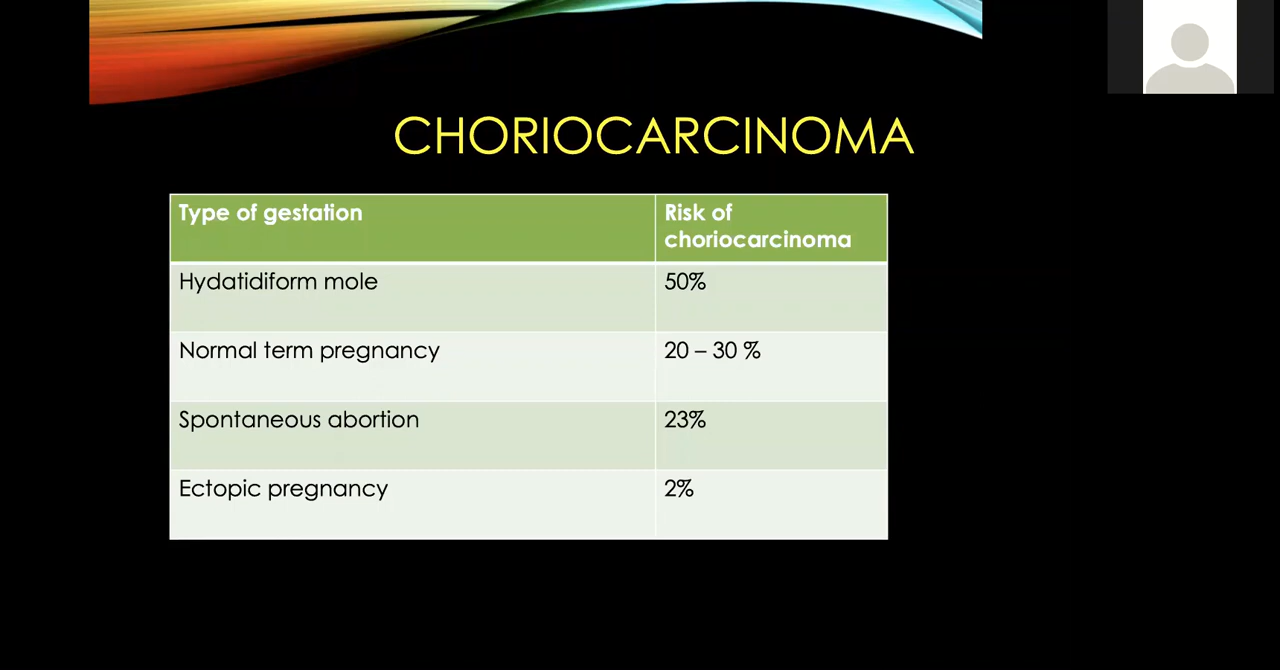 CHORIOCARCINOMA
Type of gestation
Risk of
choriocarcinoma
Hydatidiform mole
50%
Normal term pregnancy
20 – 30 %
Spontaneous abortion
23%
Ectopic pregnancy
2%